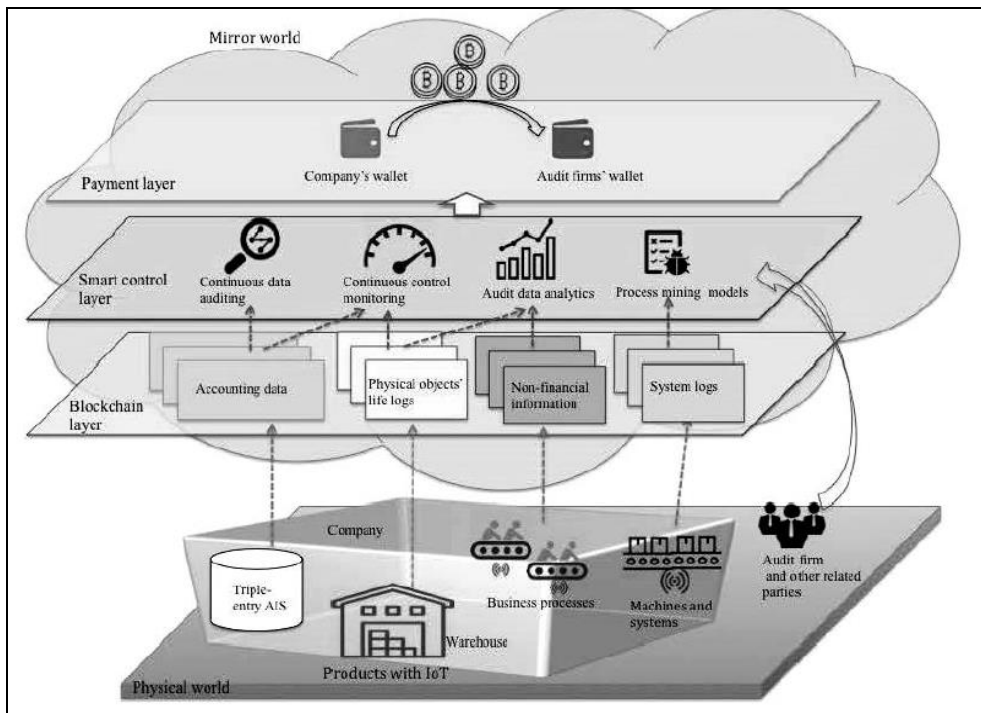 Mirror world
Company's wallet
Audit firms' wallet
Payment layer
Smart control
layer
Continuous data
auditing
Continuous control
monitoring
Audit data analytics
Process mining models
Blockchain
layer
Accounting data
Physical objects'
life logs
Non-financial
information
System logs
Company
Triple-
entry AIS
Warehouse
Products with IoT
Business processes
Machines and
systems
Audit firm
and other related
parties
Physical world